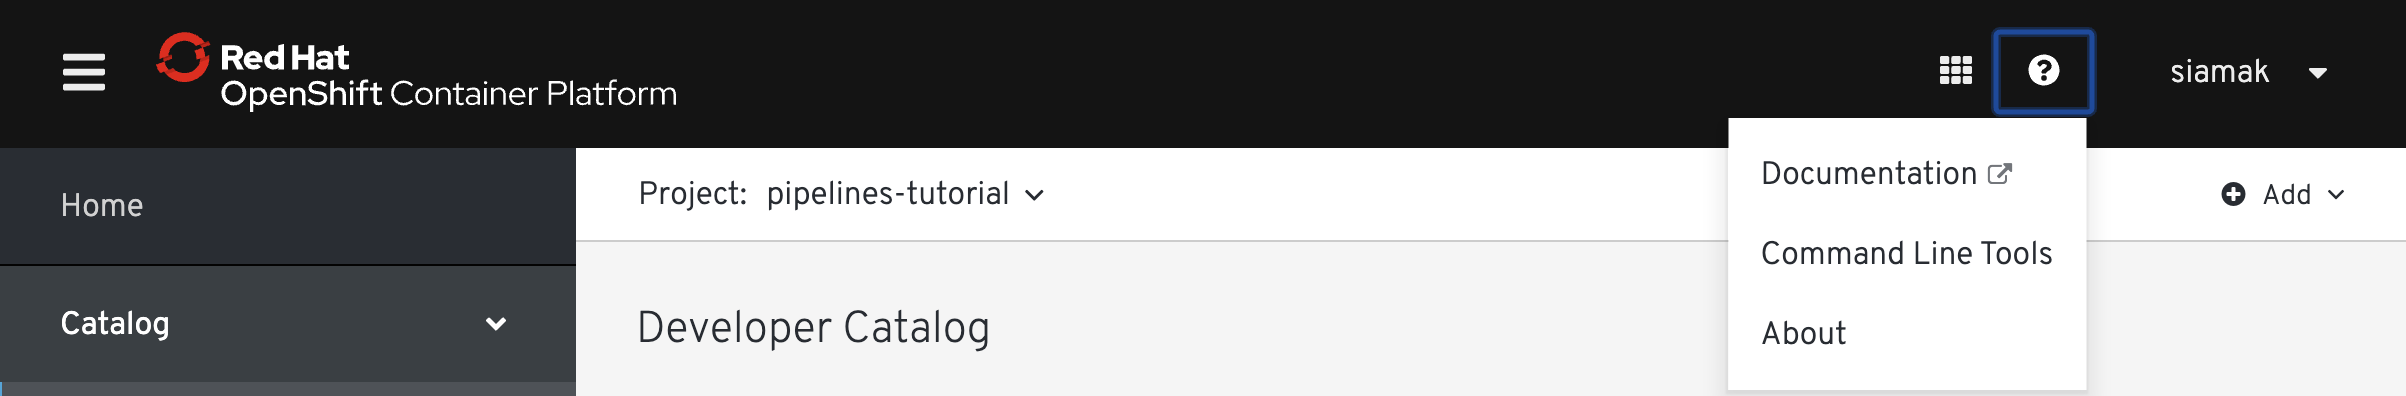 Red Hat
OpenShift Container Platform
siamak
Documentation
Command Line Tools
About
Home
Catalog
Project: pipelines-tutorial
Add
Developer Catalog